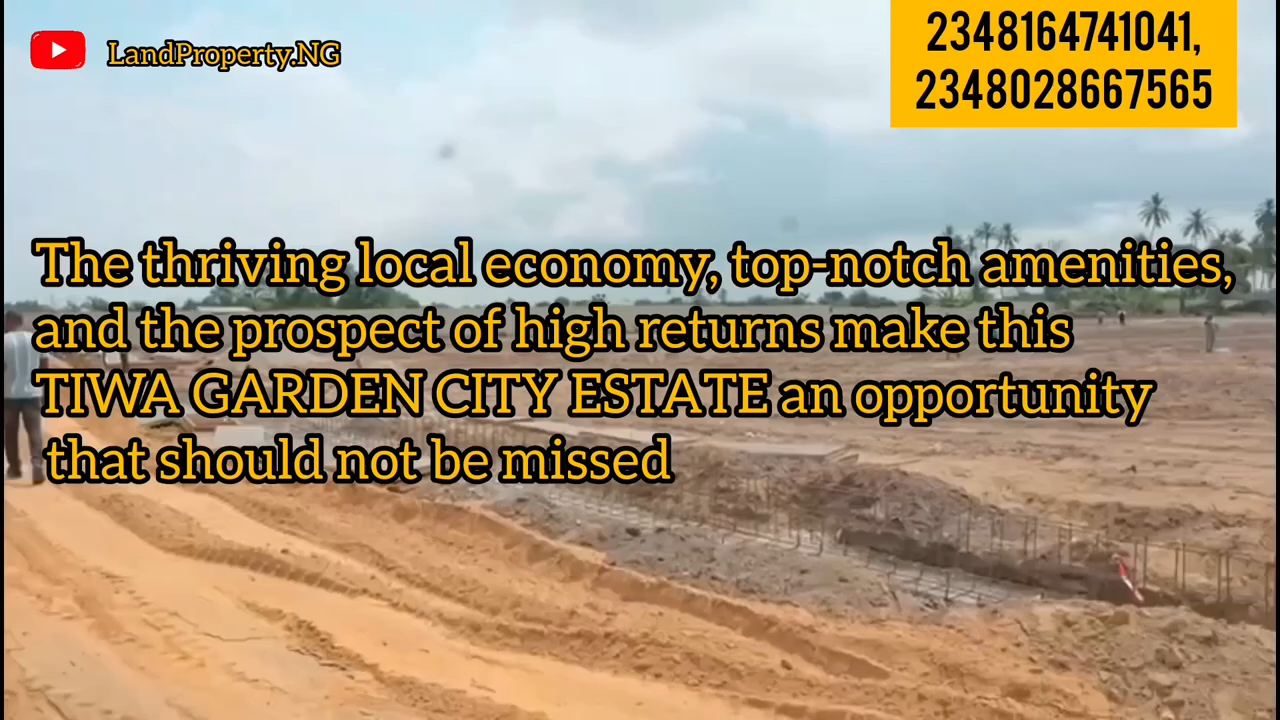 LandProperty.NG
2348164741041,
2348028667565
The thriving local economy, top-notch amenities,
and the prospect of high returns make this
TIWA GARDEN CITY ESTATE an opportunity
that should not be missed